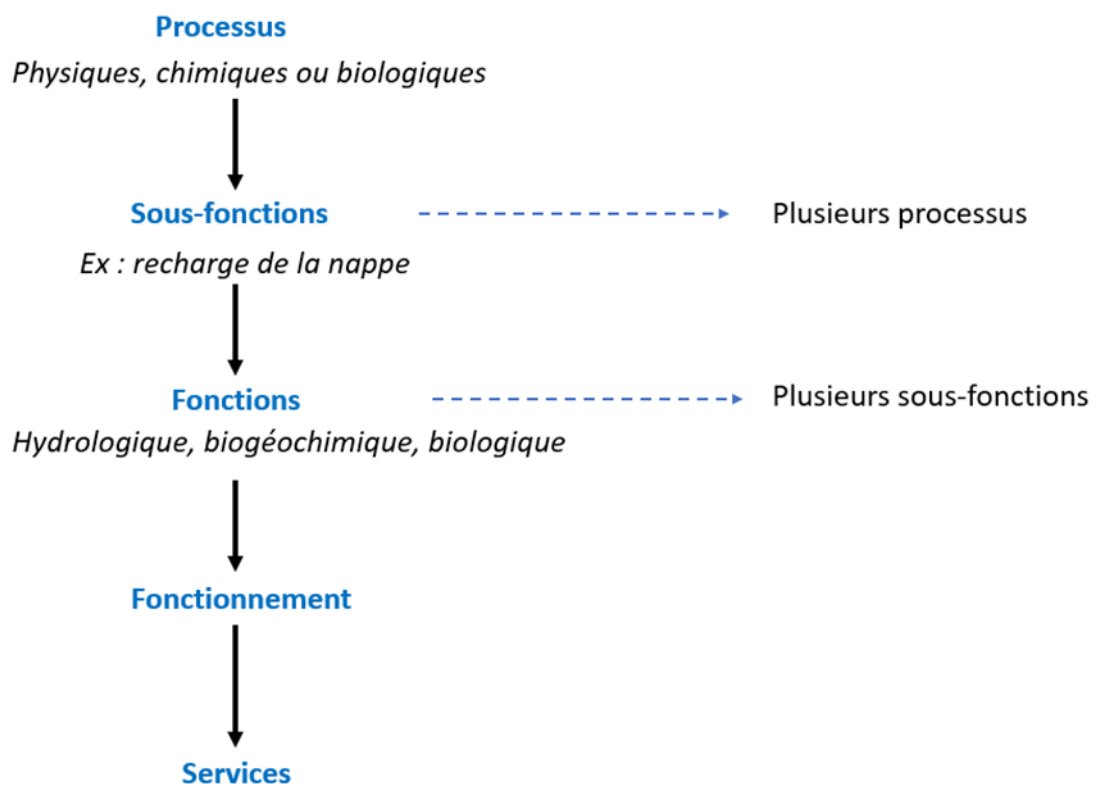 Processus
Physiques, chimiques ou biologiques
Sous-fonctions
Plusieurs processus
Ex : recharge de la nappe
Fonctions
Plusieurs sous-fonctions
Hydrologique, biogéochimique, biologique
Fonctionnement
Services